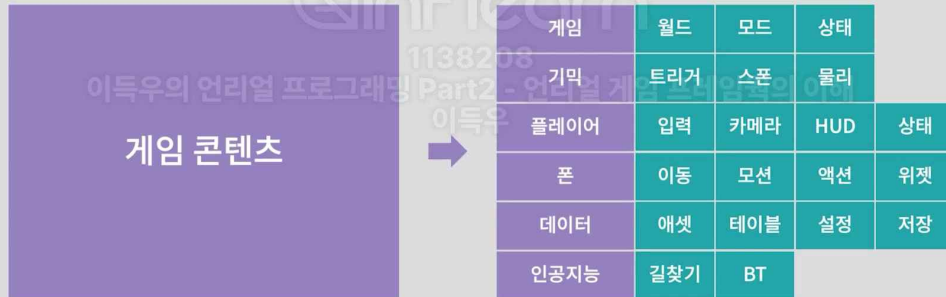 inflearn
1138208
이득우의 언리얼 프로그래밍 Part2 - 언리얼 게임 프레임웍의 이해
이득우
게임 콘텐츠
게임 월드 모드 상태
기믹 트리거 스폰 물리
플레이어 입력 카메라 HUD 상태
폰 이동 모션 액션 위젯
데이터 애셋 테이블 설정 저장
인공지능 길찾기 BT